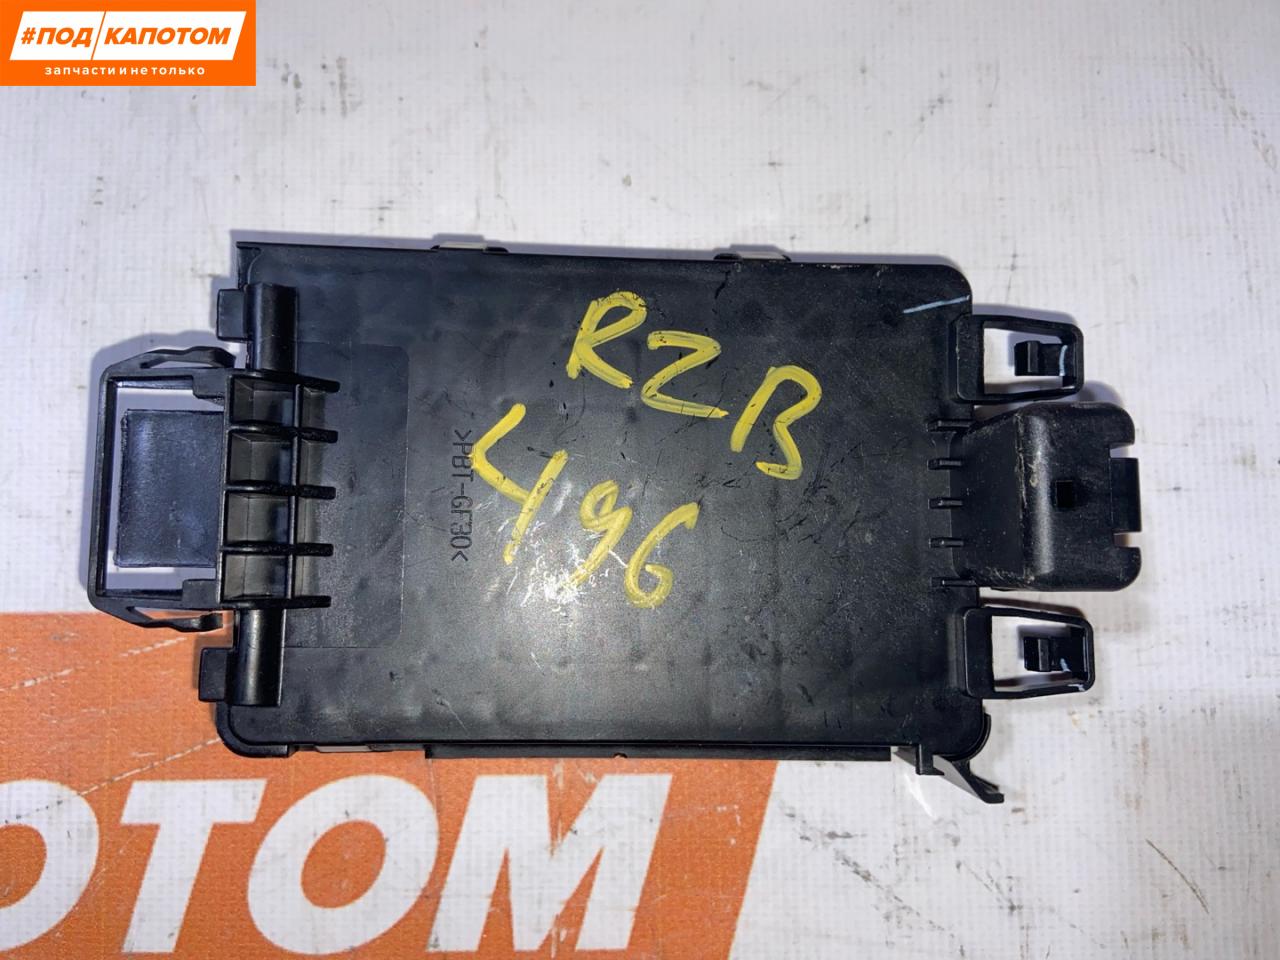 #ПОД/КАПОТОМ
запчасти и не только
RZB
496
>PBT-GF30<
ОТОМ